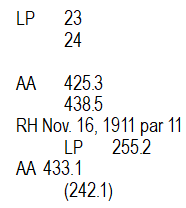 LP 23
24
AA 425.3
438.5
RH Nov. 16, 1911 par 11
LP 255.2
AA 433.1
(242.1)